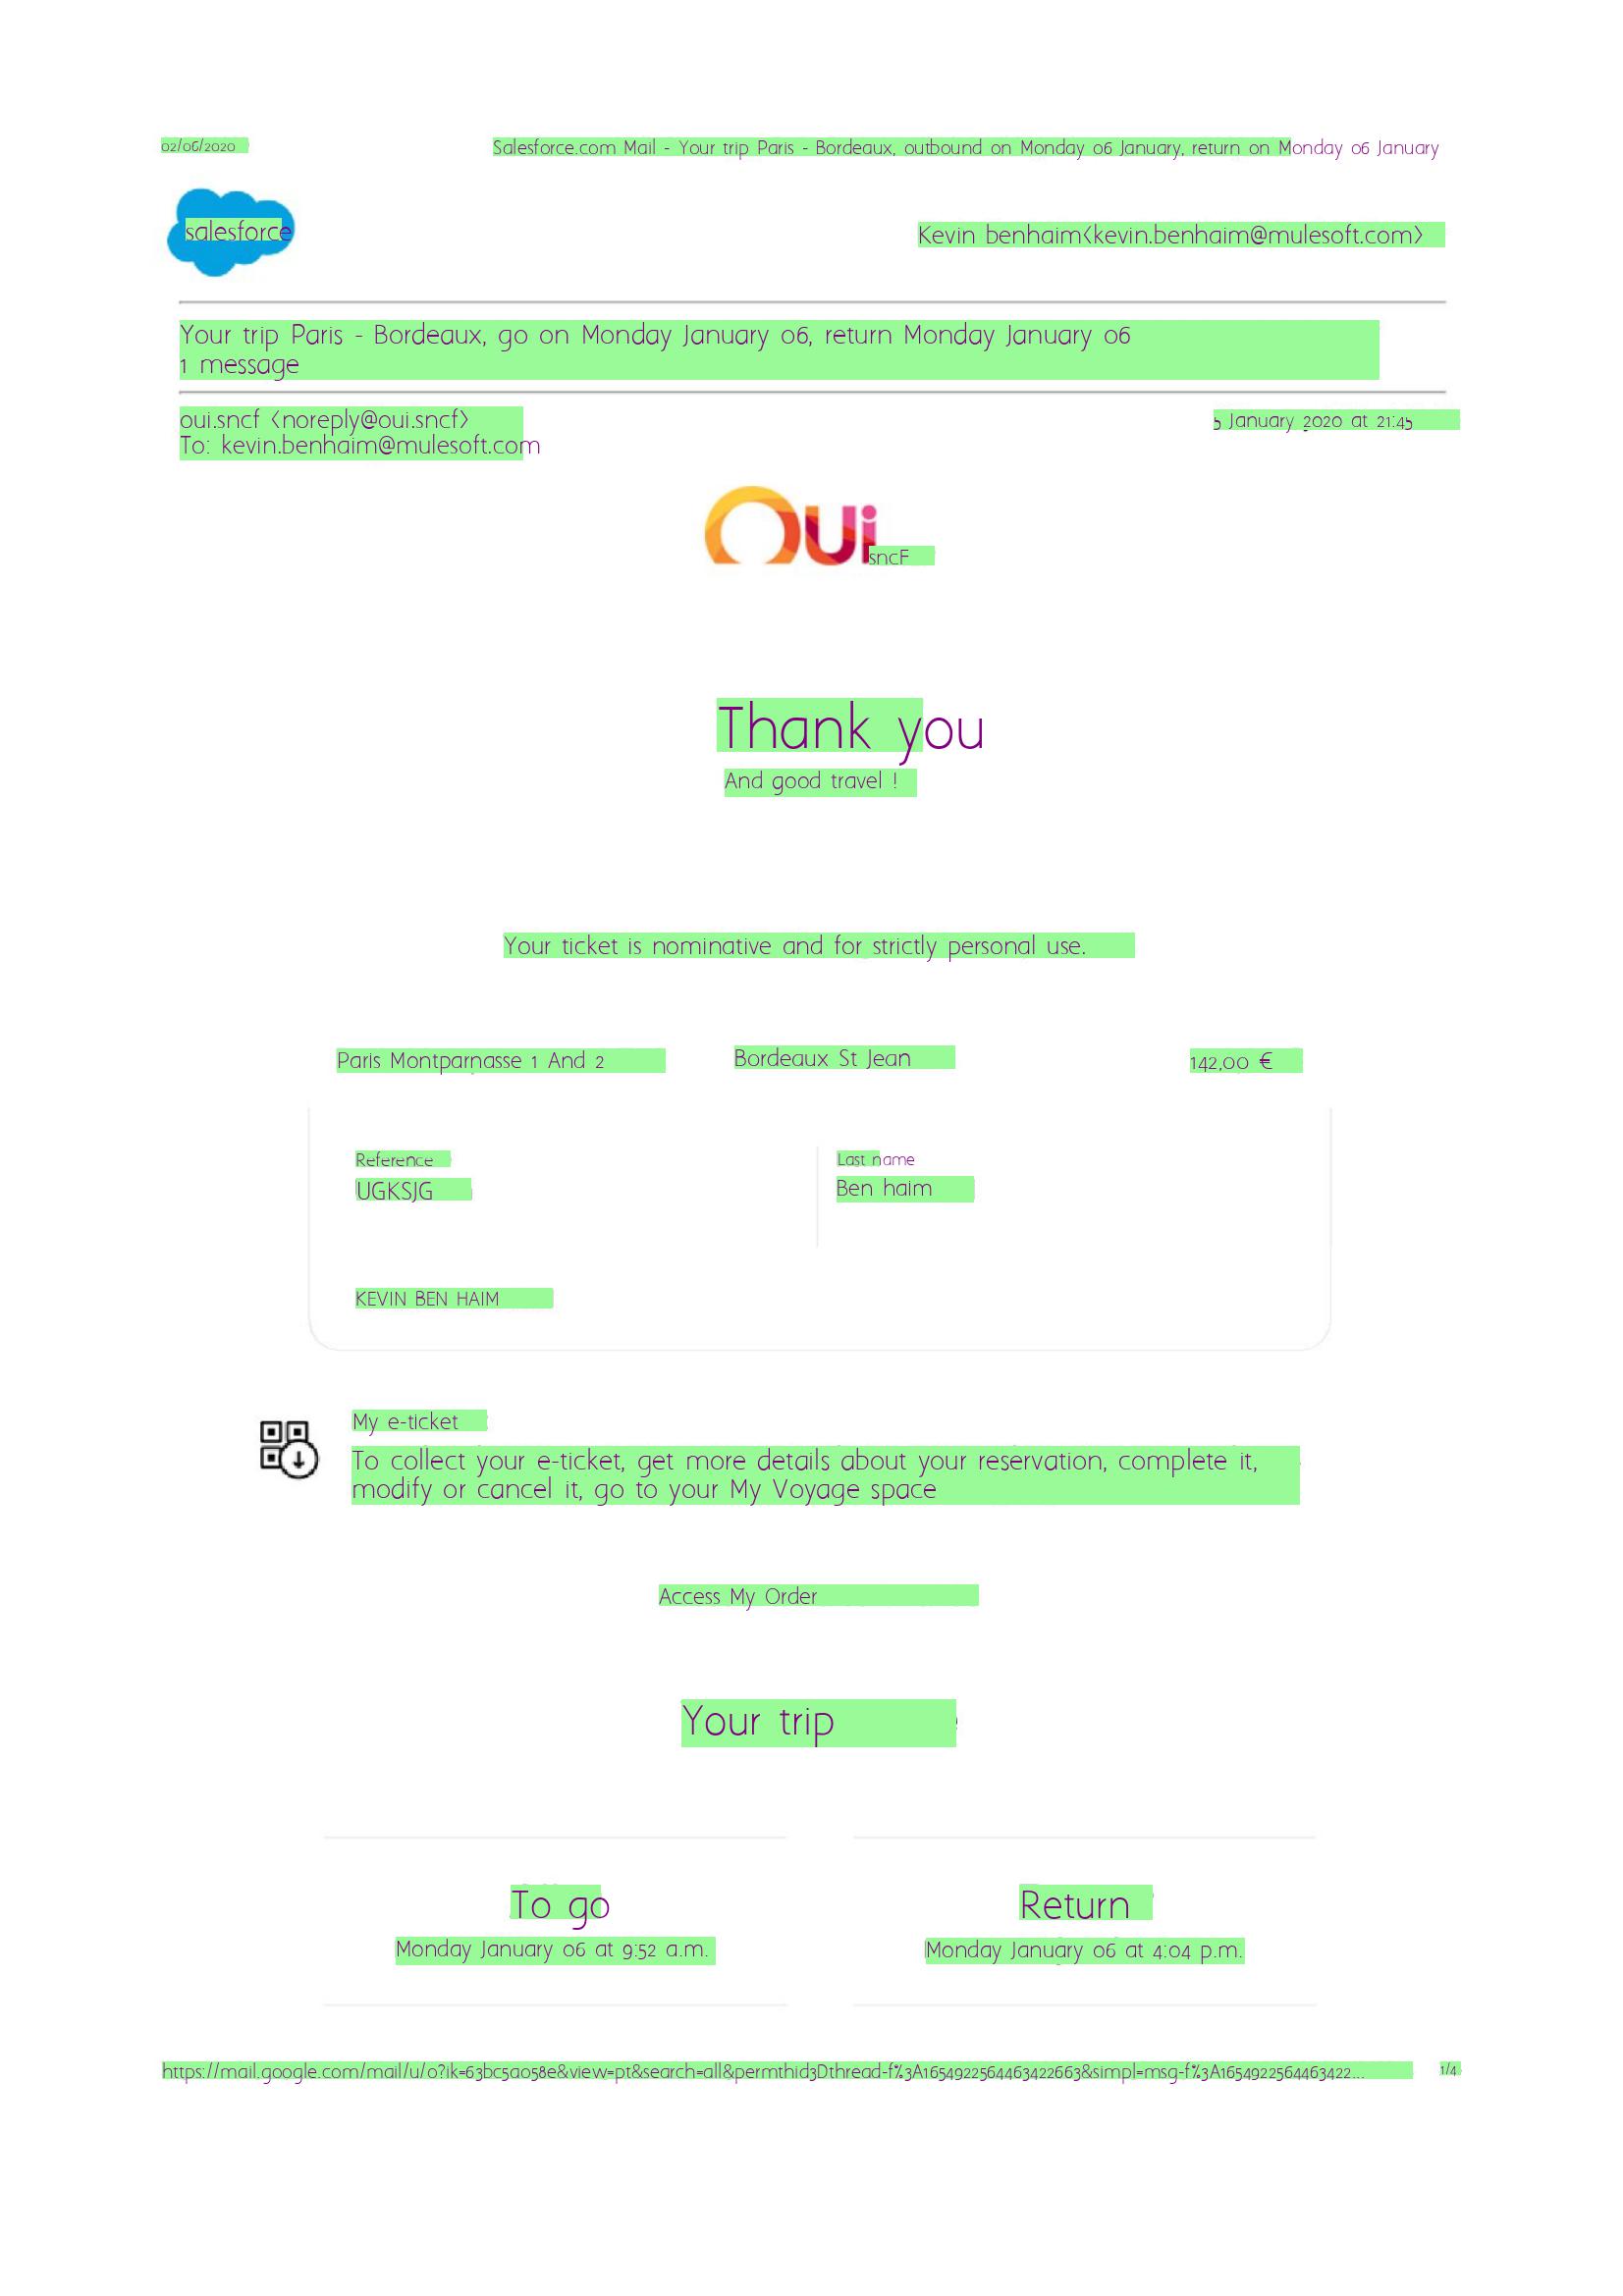 02/06/2020
Salesforce.com Mail - Your trip Paris - Bordeaux, outbound on Monday 06 January, return on Monday 06 January
salesforce
Kevin benhaim<kevin.benhaim@mulesoft.com>
Your trip Paris - Bordeaux, go on Monday January 06, return Monday January 06
1 message
oui.sncf <noreply@oui.sncf>
5 January 2020 at 21:45
To: kevin.benhaim@mulesoft.com
Oui
sncF
Thank you
And good travel !
Your ticket is nominative and for strictly personal use.
Paris Montparnasse 1 And 2
Bordeaux St Jean
142,00 €
Reference
Last name
UGKSJG
Ben haim
KEVIN BEN HAIM
My e-ticket
To collect your e-ticket, get more details about your reservation, complete it,
modify or cancel it, go to your My Voyage space
Access My Order
Your trip
To go
Return
Monday January 06 at 9:52 a.m.
Monday January 06 at 4:04 p.m.
https://mail.google.com/mail/u/0?ik=63bc5a058e&view=pt&search=all&permthid3Dthread-f%3A1654922564463422663&simpl=msg-f%3A1654922564463422...
1/4